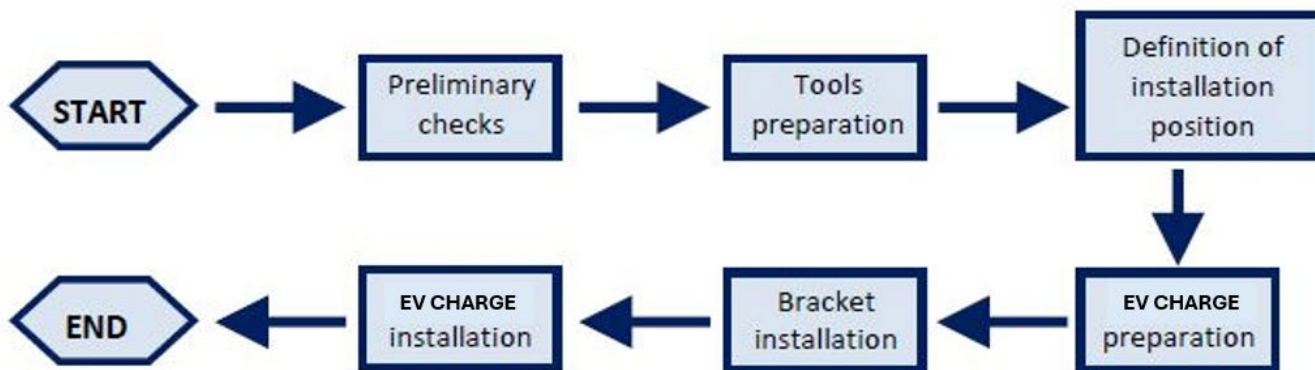 START
Preliminary
checks
Tools
preparation
Definition of
installation
position
EV CHARGE
preparation
Bracket
installation
EV CHARGE
installation
END